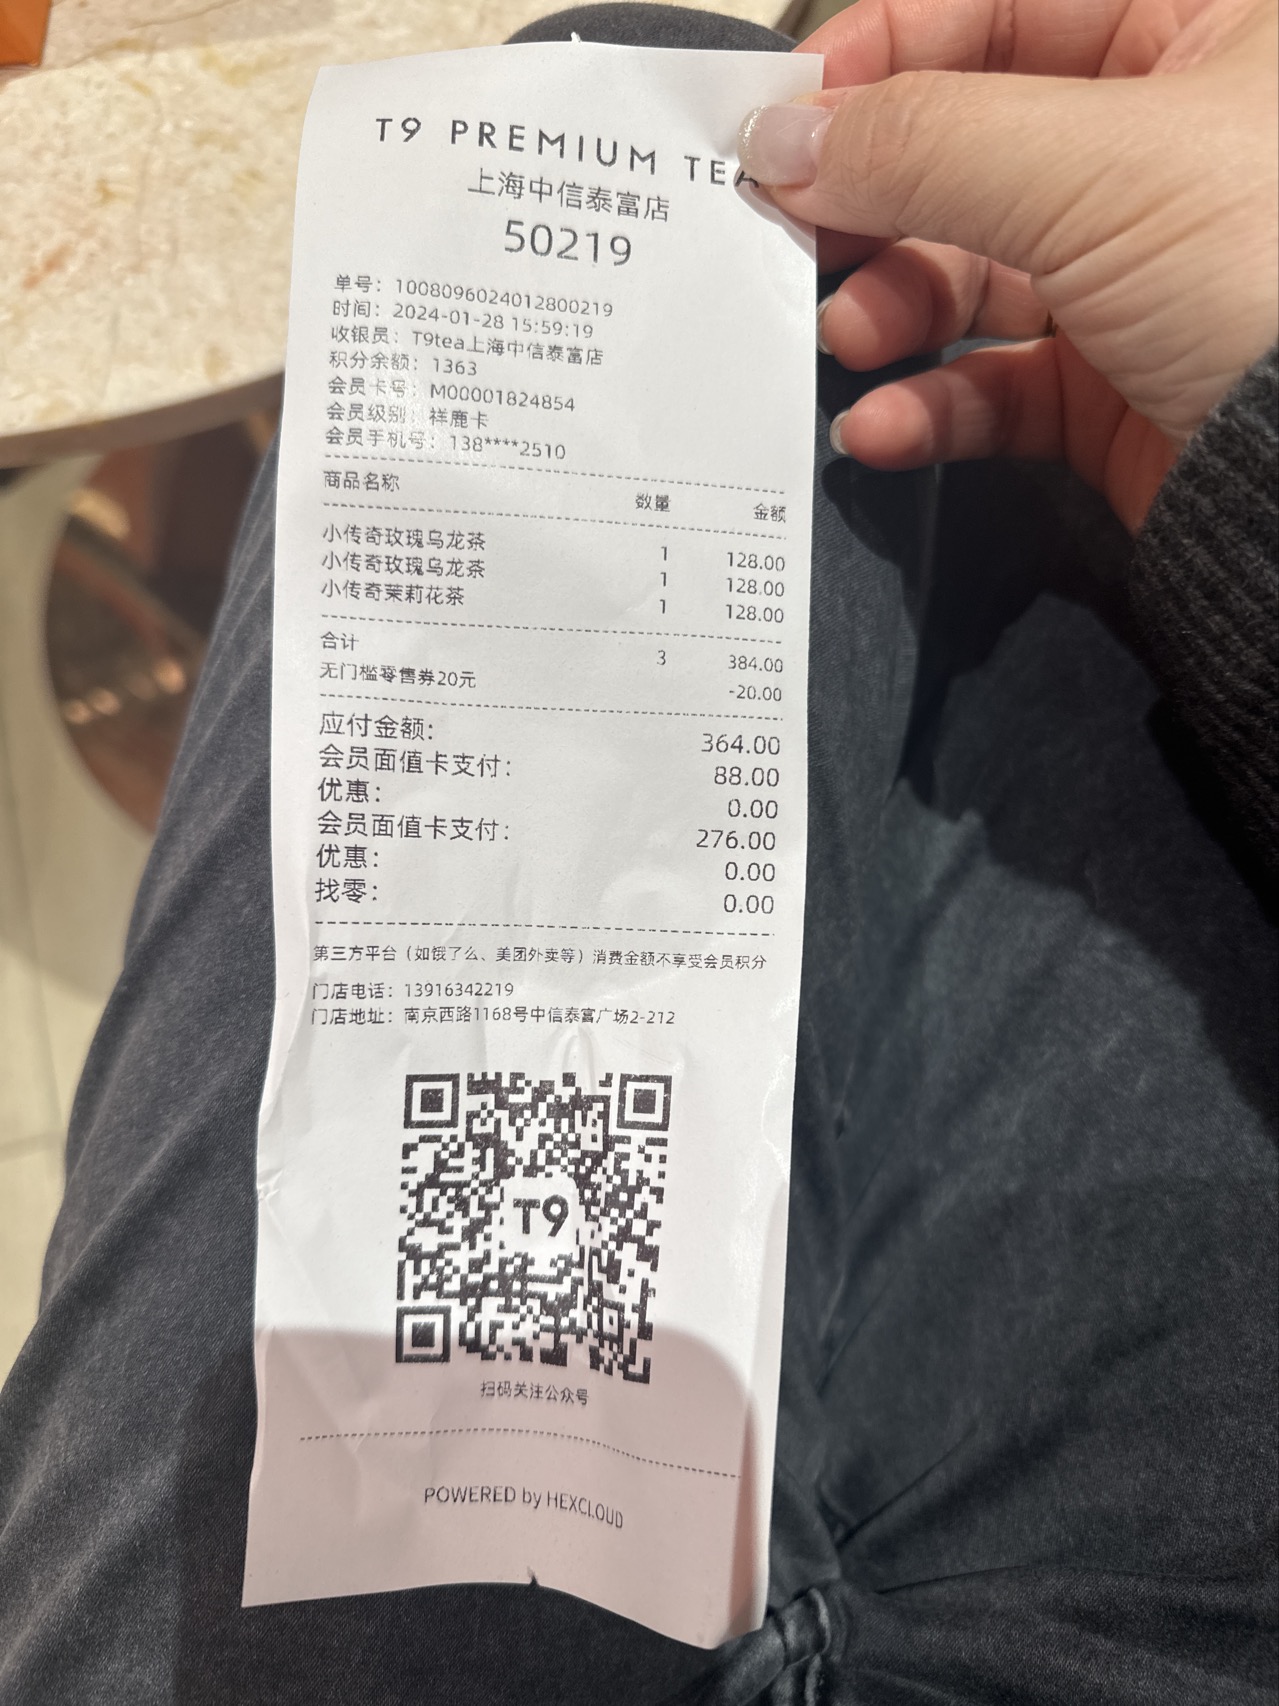 T9 PREMIUM TEA
上海中信泰富店
50219
单号：1008096024012800219
时间：2024-01-28 15:59:19
收银员：T9tea上海中信泰富店
积分余额：1363
会员卡号：M00001824854
会员级别：祥鹿卡
会员手机号：138****2510
商品名称 数量 金额
小传奇玫瑰乌龙茶 1 128.00
小传奇玫瑰乌龙茶 1 128.00
小传奇茉莉花茶 1 128.00
合计 3 384.00
无门槛零售券20元 -20.00
应付金额： 364.00
会员面值卡支付： 88.00
优惠： 0.00
会员面值卡支付： 276.00
优惠： 0.00
找零： 0.00
第三方平台（如饿了么、美团外卖等）消费金额不享受会员积分
门店电话：13916342219
门店地址：南京西路1168号中信泰富广场2-212
T9
扫码关注公众号
POWERED by HEXCLOUD